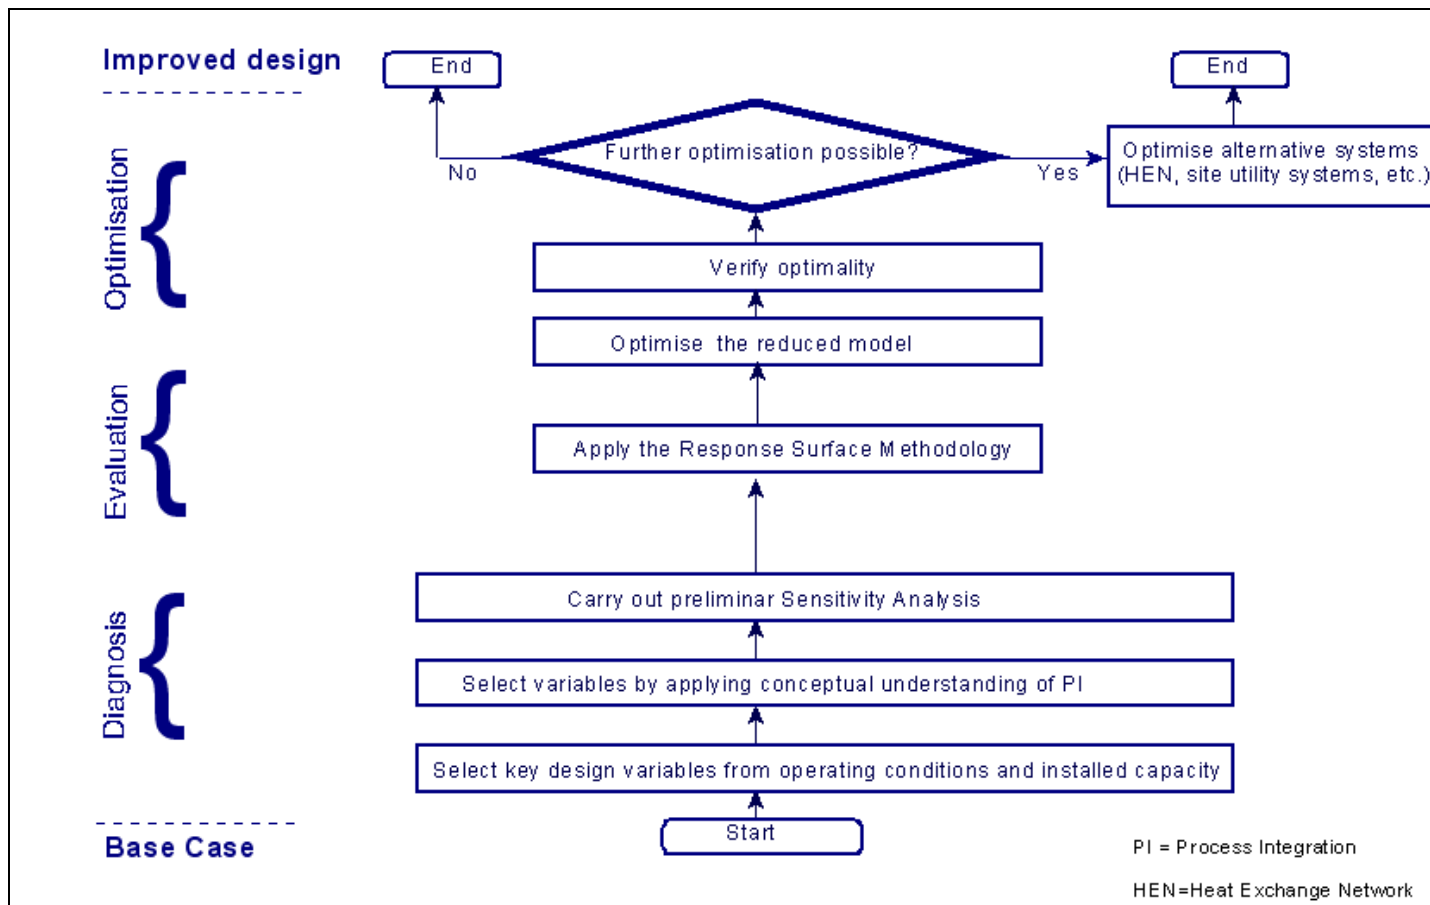 Improved design
End
End
Further optimisation possible?
No
Yes
Optimise alternative systems
(HEN, site utility systems, etc.)
Optimisation
Verify optimality
Optimise the reduced model
Evaluation
Apply the Response Surface Methodology
Diagnosis
Carry out preliminar Sensitivity Analysis
Select variables by applying conceptual understanding of PI
Select key design variables from operating conditions and installed capacity
Start
Base Case
PI = Process Integration
HEN=Heat Exchange Network